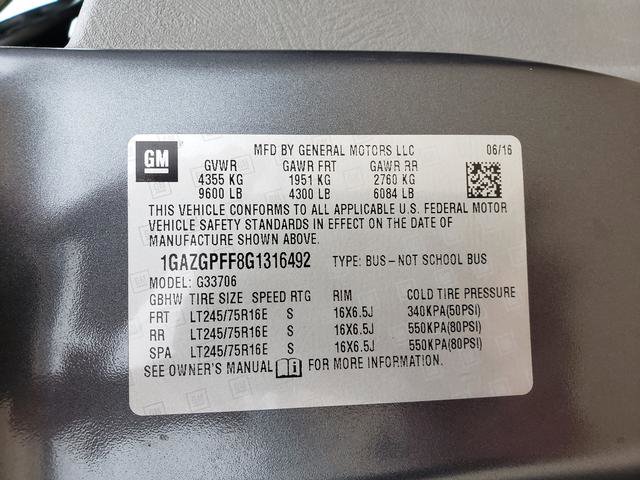 GM MFD BY GENERAL MOTORS LLC 06/16
GVWR GAWR FRT GAWR RR
4355 KG 1951 KG 2760 KG
9600 LB 4300 LB 6084 LB
THIS VEHICLE CONFORMS TO ALL APPLICABLE U.S. FEDERAL MOTOR
VEHICLE SAFETY STANDARDS IN EFFECT ON THE DATE OF
MANUFACTURE SHOWN ABOVE.
1GAZGPFF8G1316492 TYPE: BUS-NOT SCHOOL BUS
MODEL: G33706
GBHW TIRE SIZE SPEED RTG RIM COLD TIRE PRESSURE
FRT LT245/75R16E S 16X6.5J 340KPA(50PSI)
RR LT245/75R16E S 16X6.5J 550KPA(80PSI)
SPA LT245/75R16E S 16X6.5J 550KPA(80PSI)
SEE OWNER'S MANUAL FOR MORE INFORMATION.